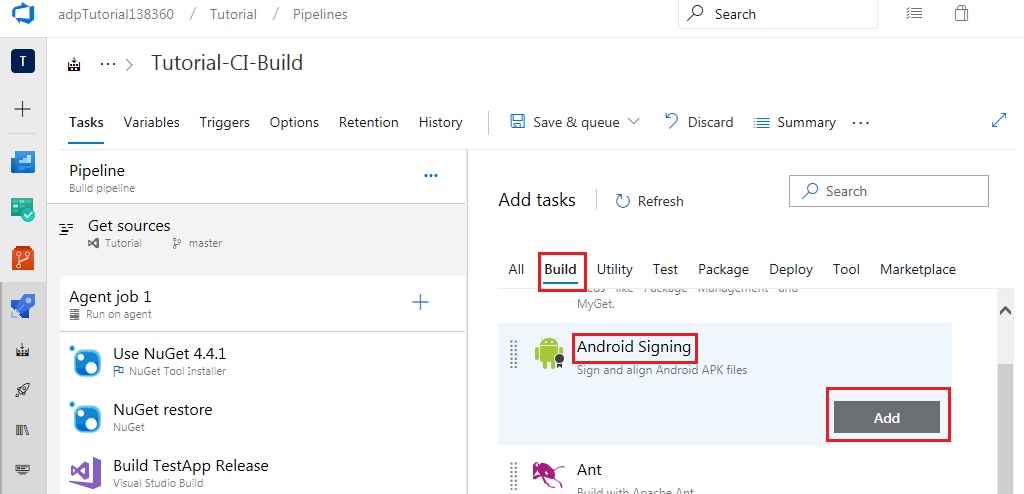 adpTutorial138360 / Tutorial / Pipelines
Search
T
··· > Tutorial-CI-Build
Tasks Variables Triggers Options Retention History Save & queue Discard Summary ···
Pipeline
Build pipeline
Get sources
Tutorial master
Agent job 1
Run on agent
Use NuGet 4.4.1
NuGet Tool Installer
NuGet restore
NuGet
Build TestApp Release
Visual Studio Build
Add tasks Refresh
Search
All Build Utility Test Package Deploy Tool Marketplace
like Package Management and
MyGet.
Android Signing
Sign and align Android APK files
Add
Ant
Build with Apache Ant